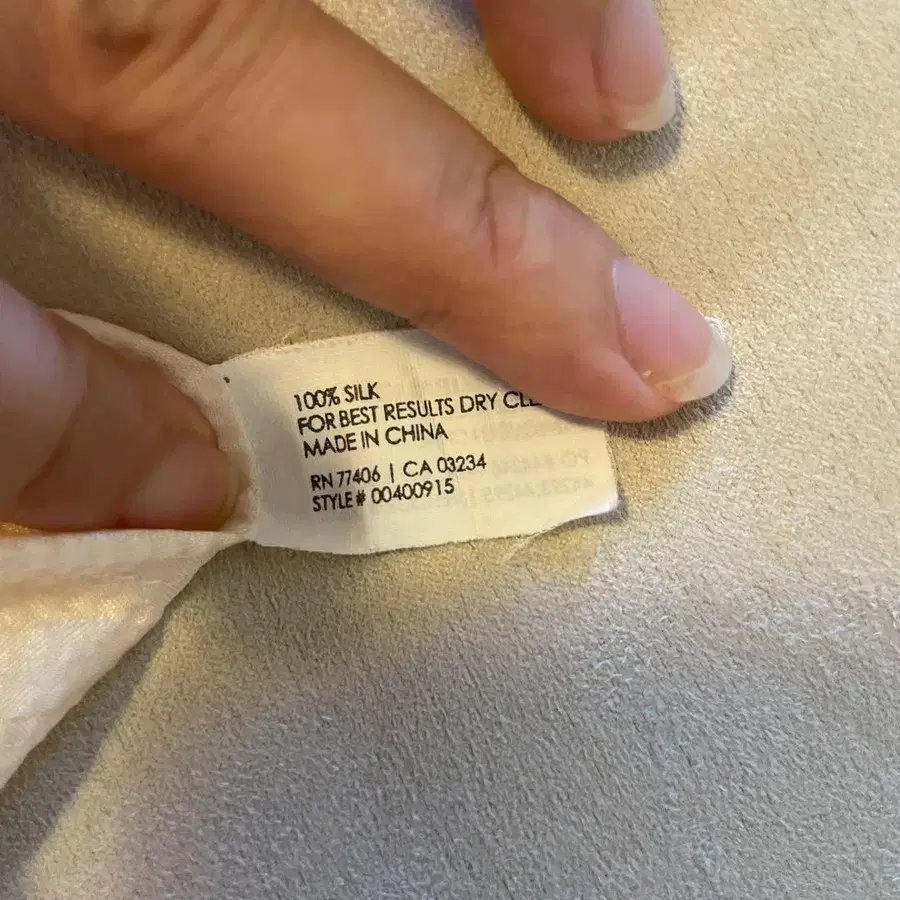 100% SILK
FOR BEST RESULTS DRY CLE
MADE IN CHINA
RN 77406 | CA 03234
STYLE# 00400915